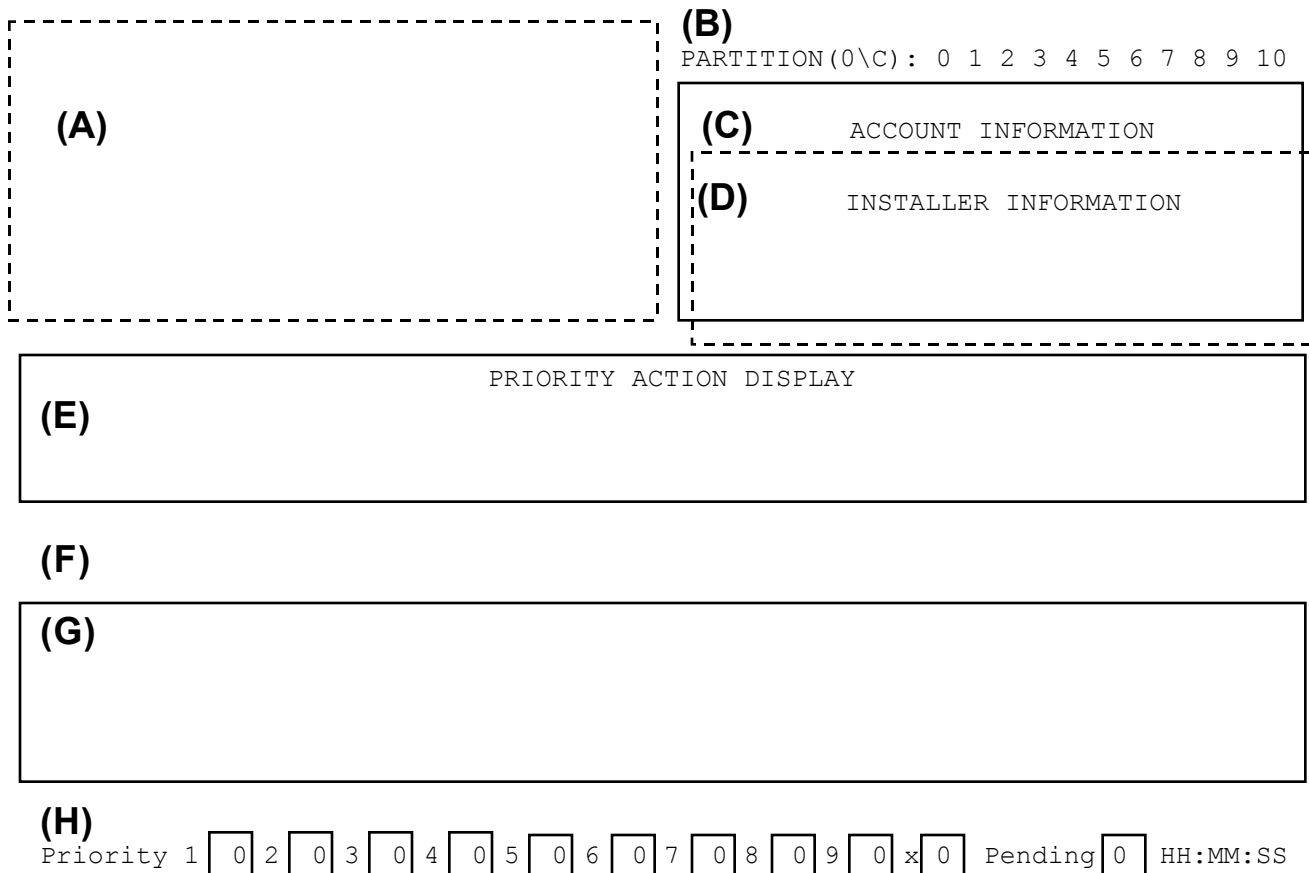 (A)
(B)
PARTITION(0\C): 0 1 2 3 4 5 6 7 8 9 10
(C) ACCOUNT INFORMATION
(D) INSTALLER INFORMATION
PRIORITY ACTION DISPLAY
(E)
(F)
(G)
(H)
Priority 1 0 2 0 3 0 4 0 5 0 6 0 7 0 8 0 9 0 x 0 Pending 0 HH:MM:SS